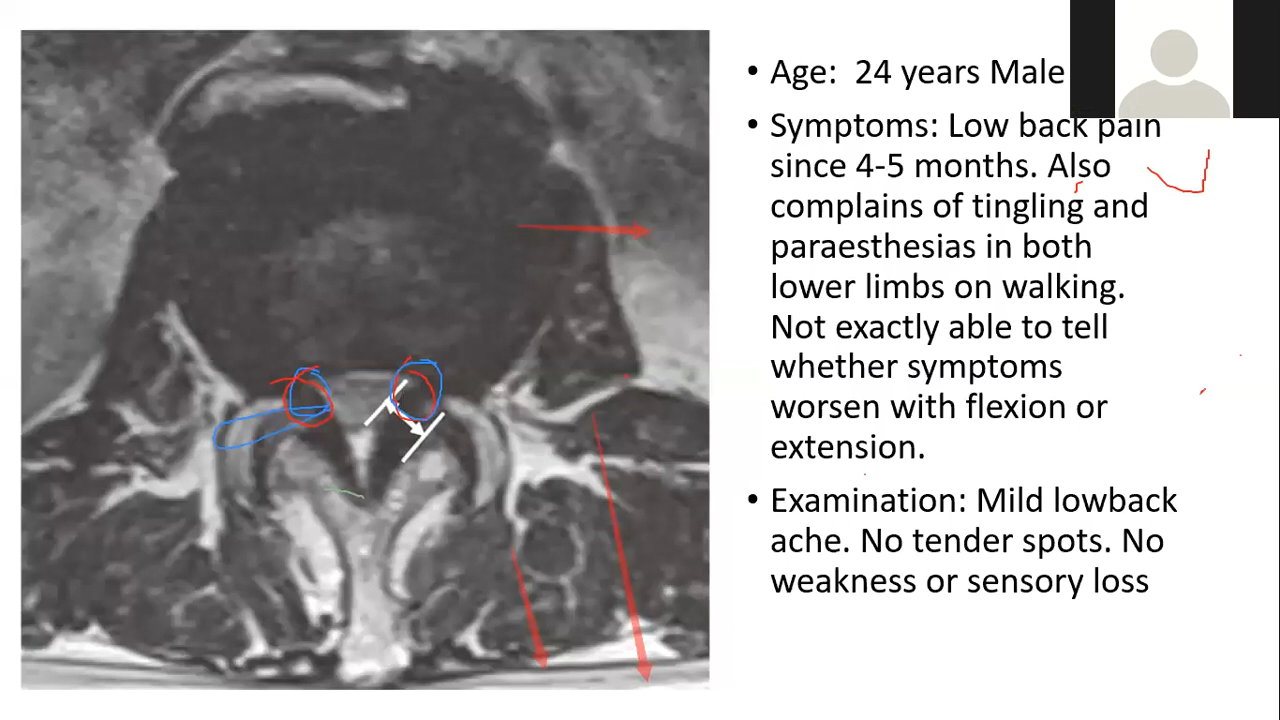 • Age:  24 years Male
• Symptoms: Low back pain
since 4-5 months. Also
complains of tingling and
paraesthesias in both
lower limbs on walking.
Not exactly able to tell
whether symptoms
worsen with flexion or
extension.
• Examination: Mild lowback
ache. No tender spots. No
weakness or sensory loss